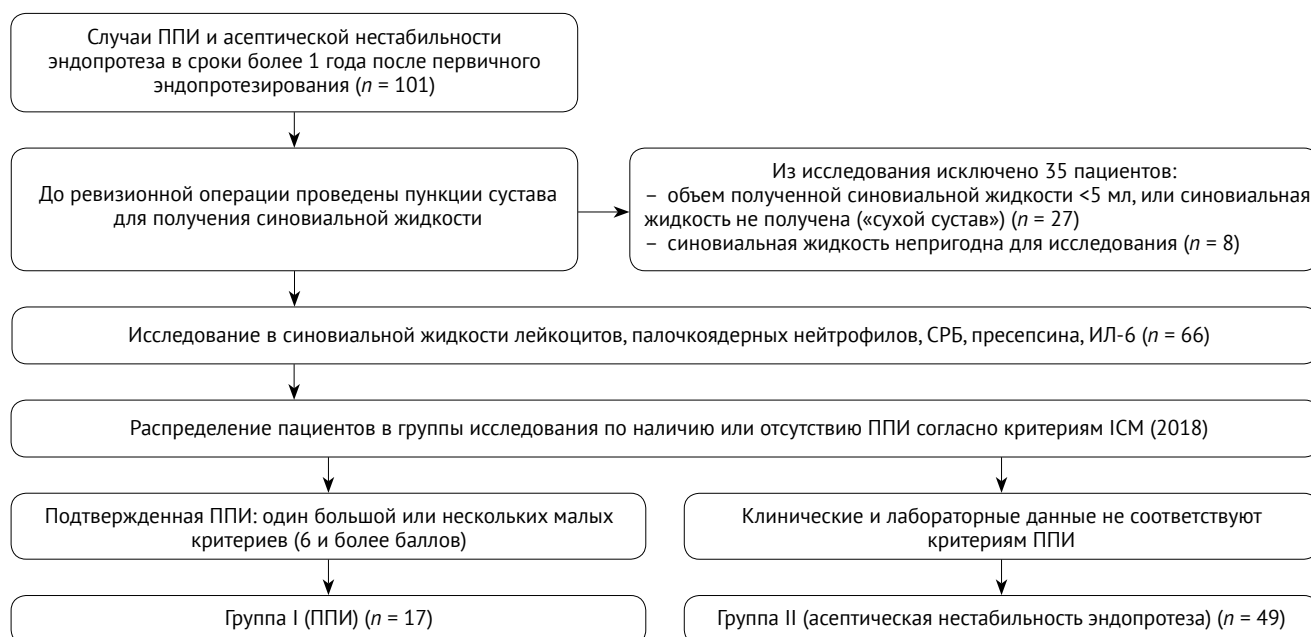 Случаи ППИ и асептической нестабильности
эндопротеза в сроки более 1 года после первичного
эндопротезирования (n = 101)
До ревизионной операции проведены пункции сустава
для получения синовиальной жидкости
Из исследования исключено 35 пациентов:
– объем полученной синовиальной жидкости <5 мл, или синовиальная
жидкость не получена («сухой сустав») (n = 27)
– синовиальная жидкость непригодна для исследования (n = 8)
Исследование в синовиальной жидкости лейкоцитов, палочкоядерных нейтрофилов, СРБ, пресепсина, ИЛ-6 (n = 66)
Распределение пациентов в группы исследования по наличию или отсутствию ППИ согласно критериям ICM (2018)
Подтвержденная ППИ: один большой или нескольких малых
критериев (6 и более баллов)
Клинические и лабораторные данные не соответствуют
критериям ППИ
Группа I (ППИ) (n = 17)
Группа II (асептическая нестабильность эндопротеза) (n = 49)